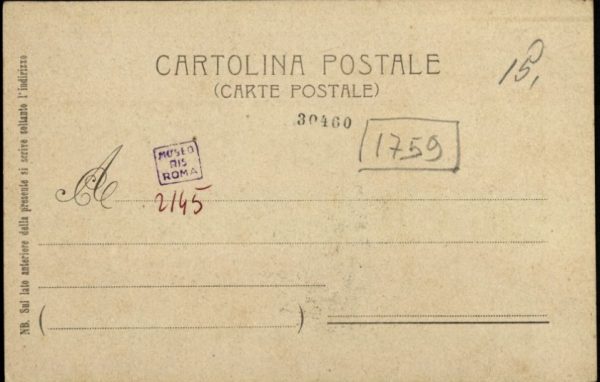 CARTOLINA POSTALE
(CARTE POSTALE)
15,
30460
1759
MUSEO
RIS
ROMA
A
2145
NB. Sul lato anteriore della presente si scrive soltanto l'indirizzo